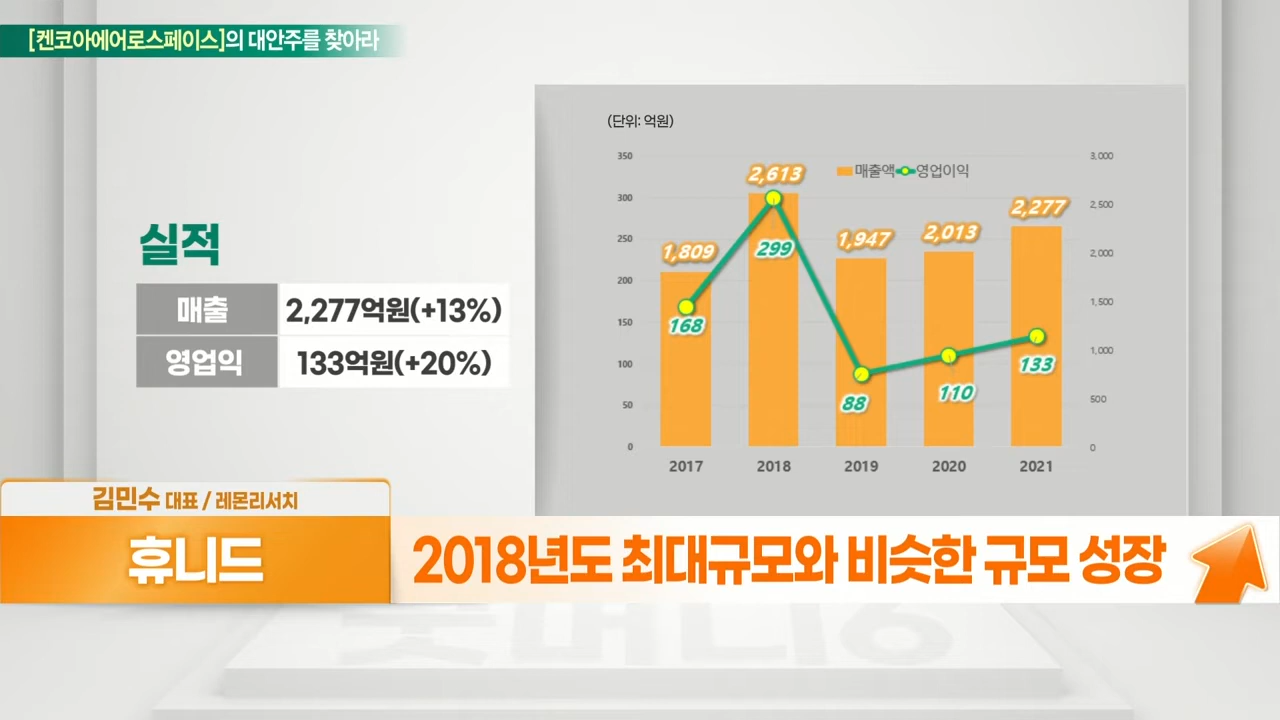 [켄코아에어로스페이스]의 대안주를 찾아라
실적
매출 2,277억원(+13%)
영업익 133억원(+20%)
(단위: 억원)
매출액 영업이익
350
300
250
200
150
100
50
0
3,000
2,500
2,000
1,500
1,000
500
0
1,809 2,613 1,947 2,013 2,277
168 299 88 110 133
2017 2018 2019 2020 2021
김민수 대표 / 레몬리서치
휴니드
2018년도 최대규모와 비슷한 규모 성장